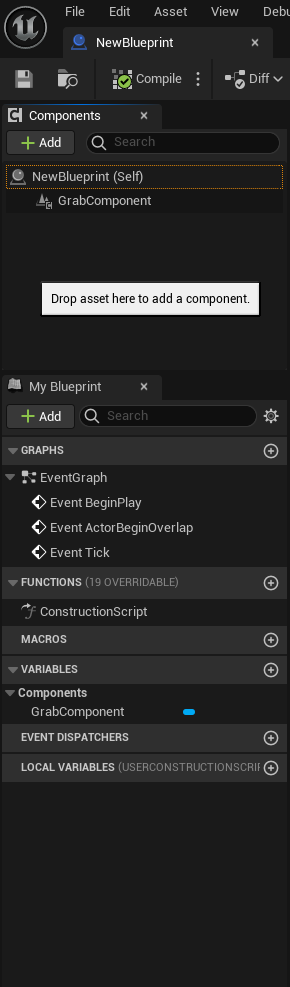 File Edit Asset View Debu
NewBlueprint
Compile Diff
Components
Add Search
NewBlueprint (Self)
GrabComponent
Drop asset here to add a component.
My Blueprint
Add Search
GRAPHS
EventGraph
Event BeginPlay
Event ActorBeginOverlap
Event Tick
FUNCTIONS (19 OVERRIDABLE)
ConstructionScript
MACROS
VARIABLES
Components
GrabComponent
EVENT DISPATCHERS
LOCAL VARIABLES (USERCONSTRUCTIONSCRIP